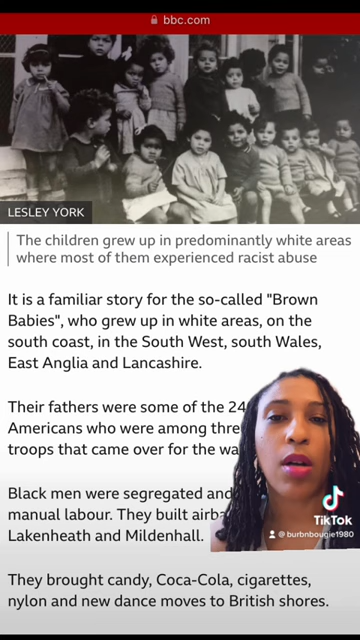 bbc.com
LESLEY YORK
The children grew up in predominantly white areas
where most of them experienced racist abuse
It is a familiar story for the so-called "Brown
Babies", who grew up in white areas, on the
south coast, in the South West, south Wales,
East Anglia and Lancashire.
Their fathers were some of the 24
Americans who were among thre
troops that came over for the wa
Black men were segregated and
manual labour. They built airba
Lakenheath and Mildenhall.
They brought candy, Coca-Cola, cigarettes,
nylon and new dance moves to British shores.
TikTok
@burbnbougie1980